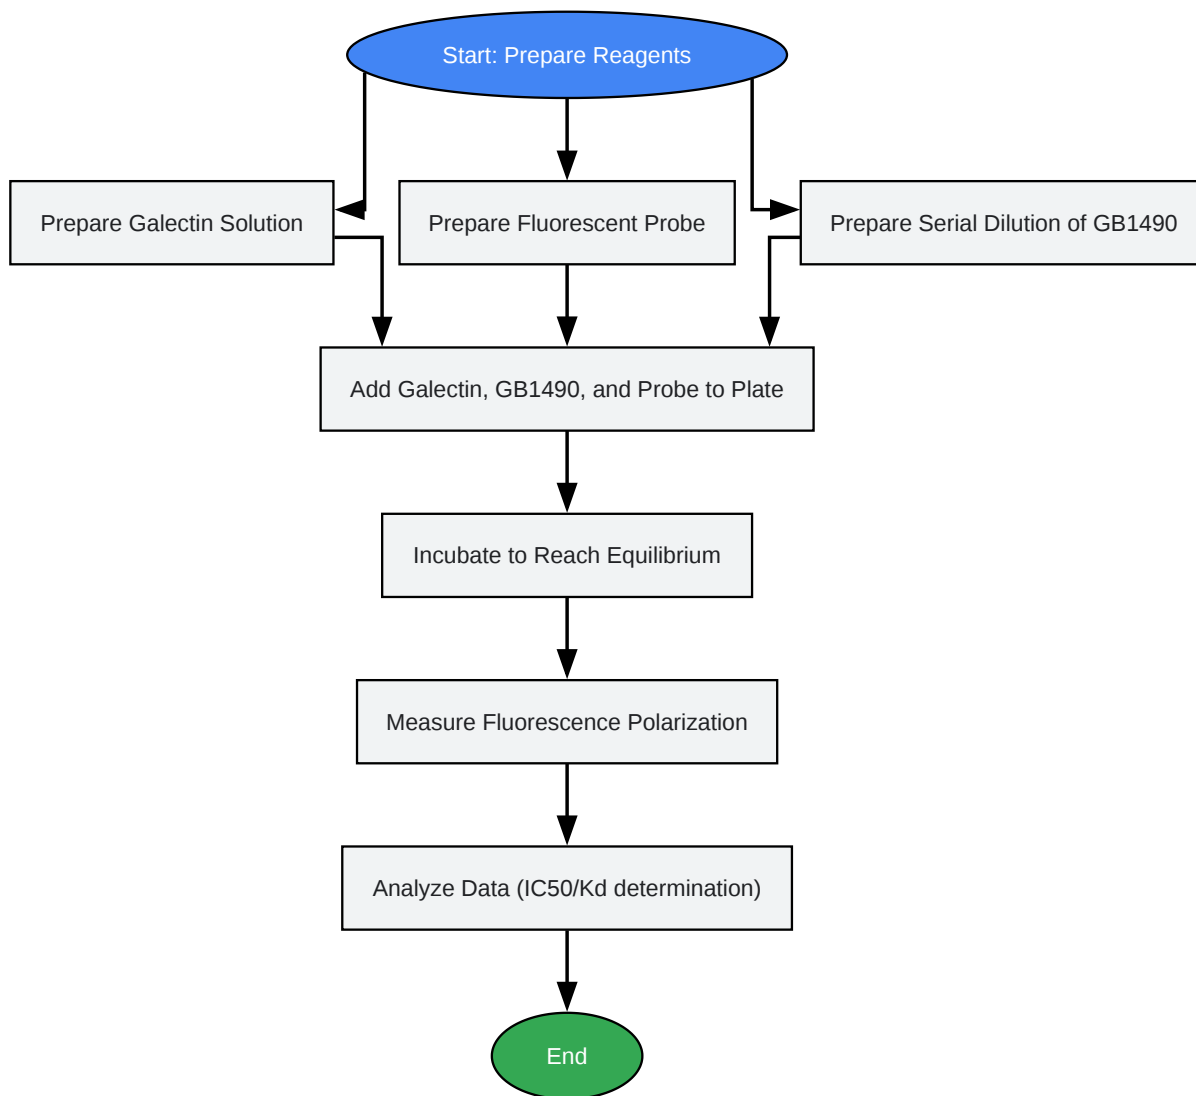 Start: Prepare Reagents
Prepare Galectin Solution
Prepare Fluorescent Probe
Prepare Serial Dilution of GB1490
Add Galectin, GB1490, and Probe to Plate
Incubate to Reach Equilibrium
Measure Fluorescence Polarization
Analyze Data (IC50/Kd determination)
End